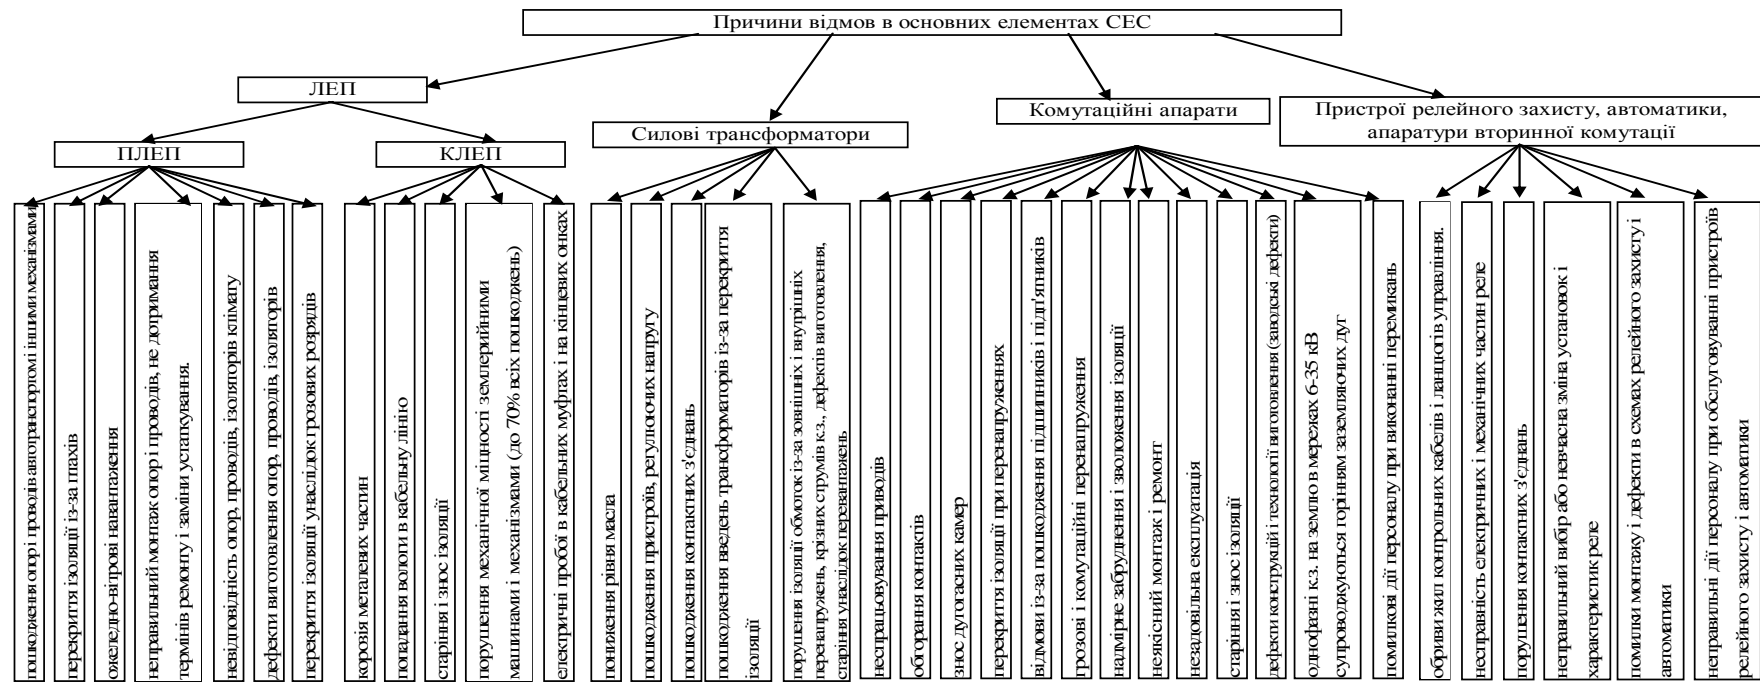 Причини відмов в основних елементах СЕС
ЛЕП
Комутаційні апарати
Пристрої релейного захисту, автоматики,
апаратури вторинної комутації
Силові трансформатори
ПЛЕП
КЛЕП
пошкодження опор і проводів автотранспортом і іншими механізмами
перекриття ізоляції із-за птахів
ожеледно-вітрові навантаження
неправильний монтаж опор і проводів, не дотримання
термінів ремонту і заміни устаткування.
невідповідність опор, проводів, ізоляторів клімату
дефекти виготовлення опор, проводів, ізоляторів
перекриття ізоляції унаслідок грозових розрядів
корозія металевих частин
попадання вологи в кабельну лінію
старіння і знос ізоляції
порушення механічної міцності землерийними
машинами і механізмами (до 70% всіх пошкоджень)
електричні пробої в кабельних муфтах і на кінцевих
пониження рівня масла
пошкодження пристроїв, регулюючих напругу
пошкодження контактних з'єднань
пошкодження введень трансформаторів із-за перекриття
ізоляції
порушення ізоляції обмоток із-за зовнішніх і внутрішніх
перенапружень, крізних струмів к.з., дефектів виготовлення,
старіння унаслідок перевантажень
неспрацьовування приводів
обгорання контактів
знос дугогасних камер
перекриття ізоляції при перенапруженнях
відмови із-за пошкодження підшипників і підп'ятників
грозові і комутаційні перенапруження
надмірне забруднення і зволоження ізоляції
неякісний монтаж і ремонт
незадовільна експлуатація
старіння і знос ізоляції
дефекти конструкцій і технології виготовлення (заводські дефекти)
однофазні к.з. на землю в мережах 6-35 кВ
супроводжуються горінням заземляючих дуг
помилкові дії персоналу при виконанні перемикань
обриви жил контрольних кабелів і ланцюгів управління.
несправність електричних і механічних частин реле
порушення контактних з'єднань
неправильний вибір або невчасна зміна установок і
характеристик реле
помилки монтажу і дефекти в схемах релейного захисту і
автоматики
неправильні дії персоналу при обслуговуванні пристроїв
релейного захисту і автоматики